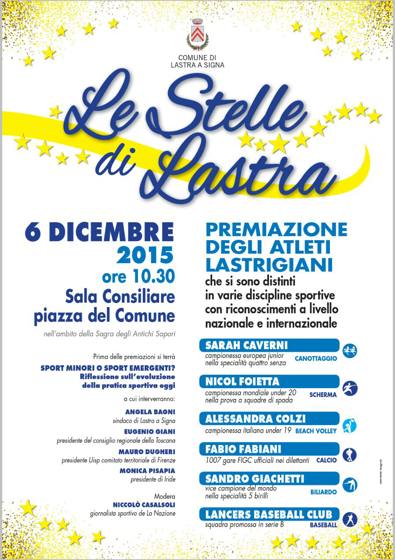 COMUNE DI
LASTRA A SIGNA
Le Stelle
di Lastra
6 DICEMBRE
2015
ore 10.30
Sala Consiliare
piazza del Comune
nell'ambito della Sagra degli Antichi Sapori
Prima delle premiazioni si terrà
SPORT MINORI O SPORT EMERGENTI?
Riflessione sull'evoluzione
della pratica sportiva oggi
a cui interverranno:
ANGELA BAGNI
sindaco di Lastra a Signa
EUGENIO GIANI
presidente del consiglio regionale della Toscana
MAURO DUGHERI
presidente Uisp comitato territoriale di Firenze
MONICA PISAPIA
presidente di Iride
Modera
NICCOLÒ CASALSOLI
giornalista sportivo de La Nazione
PREMIAZIONE
DEGLI ATLETI
LASTRIGIANI
che si sono distinti
in varie discipline sportive
con riconoscimenti a livello
nazionale e internazionale
SARAH CAVERNI
campionessa europea junior
nella specialità quattro senza CANOTTAGGIO
NICOL FOIETTA
campionessa mondiale under 20
nella prova a squadre di spada SCHERMA
ALESSANDRA COLZI
campionessa italiana under 19 BEACH VOLLEY
FABIO FABIANI
1007 gare FIGC ufficiali nei dilettanti CALCIO
SANDRO GIACHETTI
vice campione del mondo
nella specialità 5 birilli BILIARDO
LANCERS BASEBALL CLUB
squadra promossa in serie B BASEBALL